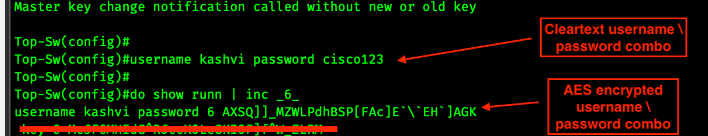 Master key change notification called without new or old key
Top-Sw(config)#
Top-Sw(config)#username kashvi password cisco123
Top-Sw(config)#
Top-Sw(config)#do show runn | inc _6_
username kashvi password 6 AXSQ]]_MZWLPdhBSP[FAc]E`\`EH`]AGK
Cleartext username \
password combo
AES encrypted
username \
password combo